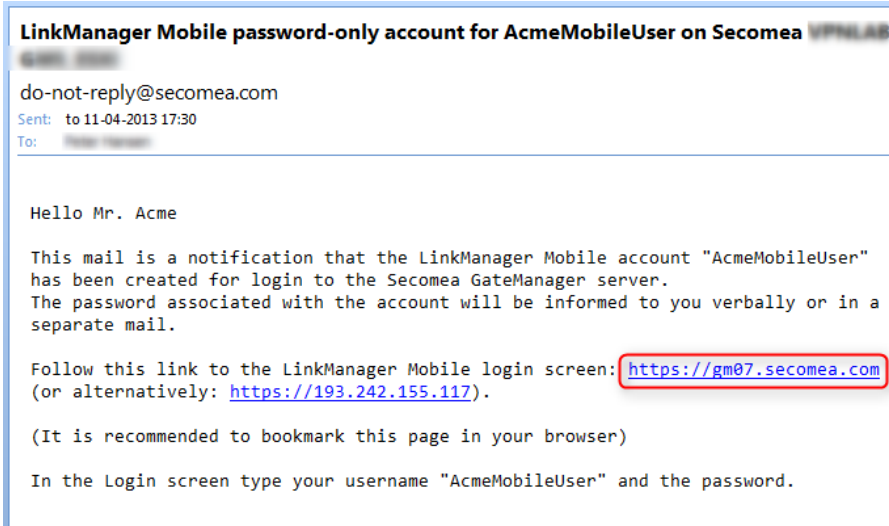 LinkManager Mobile password-only account for AcmeMobileUser on Secomea
do-not-reply@secomea.com
Sent: to 11-04-2013 17:30
To:
Hello Mr. Acme
This mail is a notification that the LinkManager Mobile account "AcmeMobileUser"
has been created for login to the Secomea GateManager server.
The password associated with the account will be informed to you verbally or in a
separate mail.
Follow this link to the LinkManager Mobile login screen: https://gm07.secomea.com
(or alternatively: https://193.242.155.117).
(It is recommended to bookmark this page in your browser)
In the Login screen type your username "AcmeMobileUser" and the password.